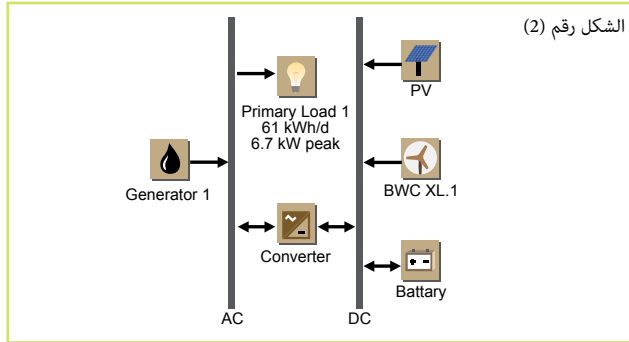 الشكل رقم (2)
Primary Load 1
61 kWh/d
6.7 kW peak
PV
Generator 1
BWC XL.1
Converter
Battary
AC
DC